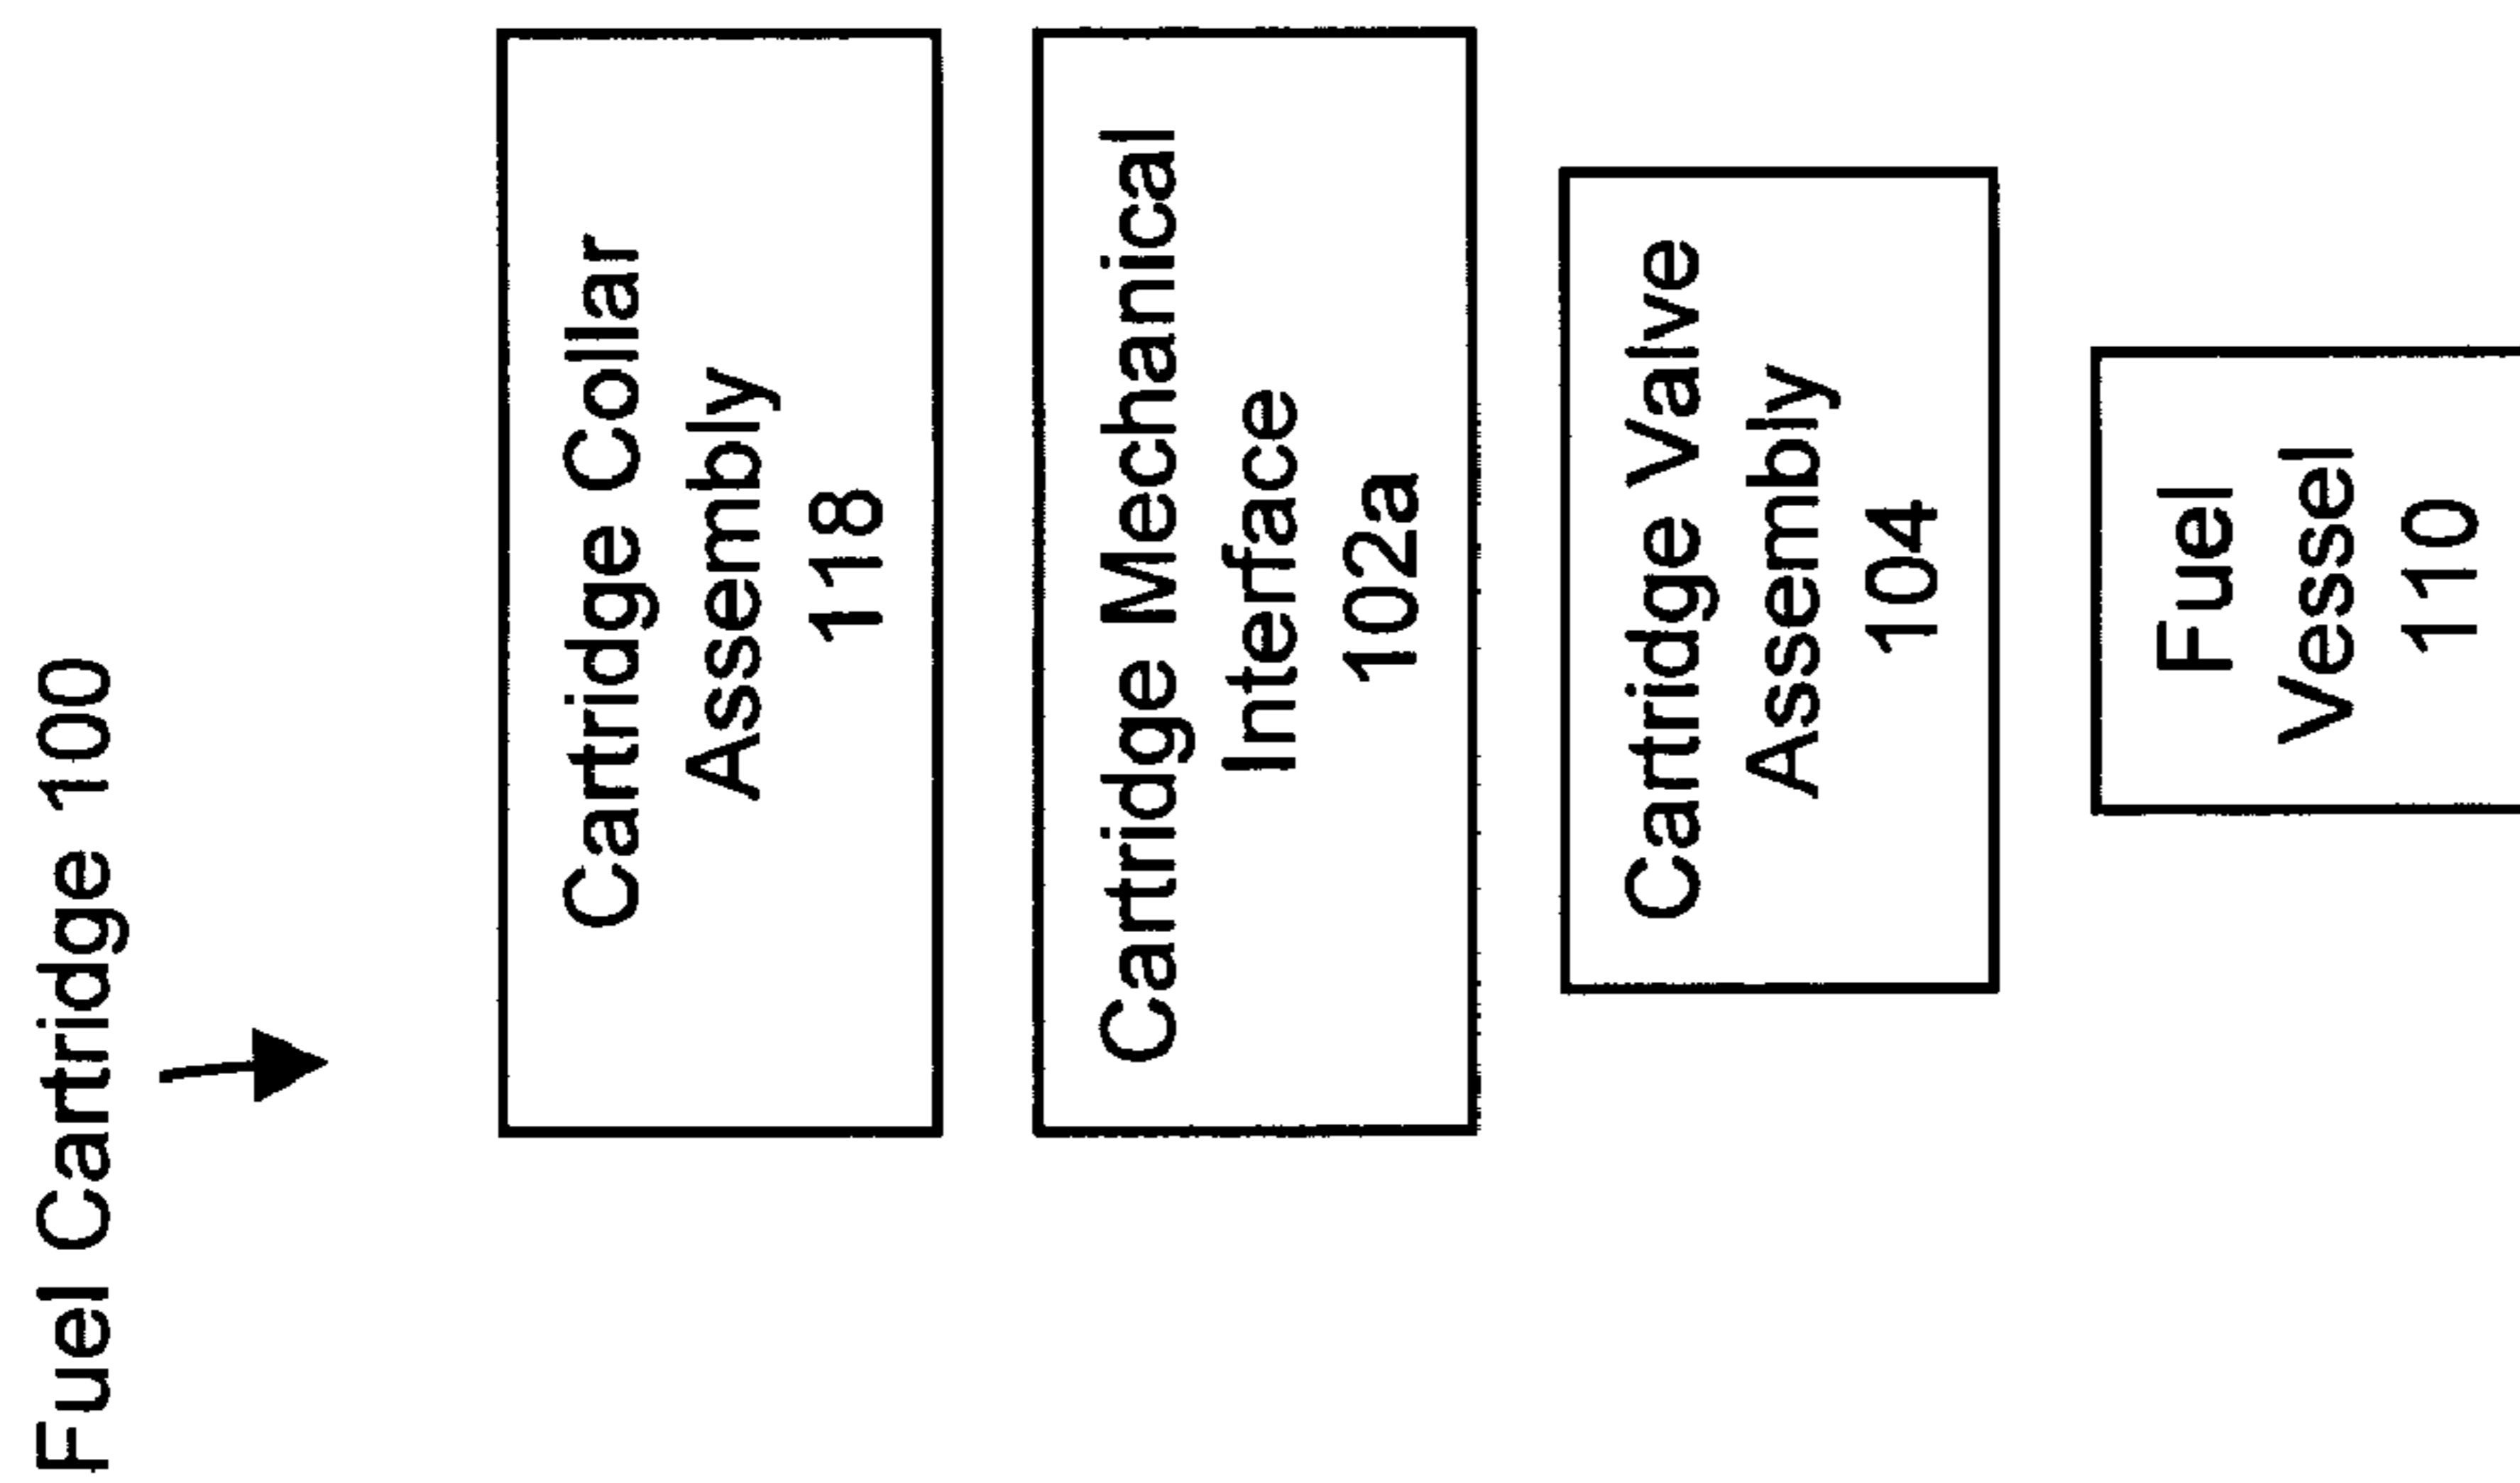 Fuel Cartridge 100
Cartridge Collar
Assembly
118
Cartridge Mechanical
Interface
102a
Cartridge Valve
Assembly
104
Fuel
Vessel
110